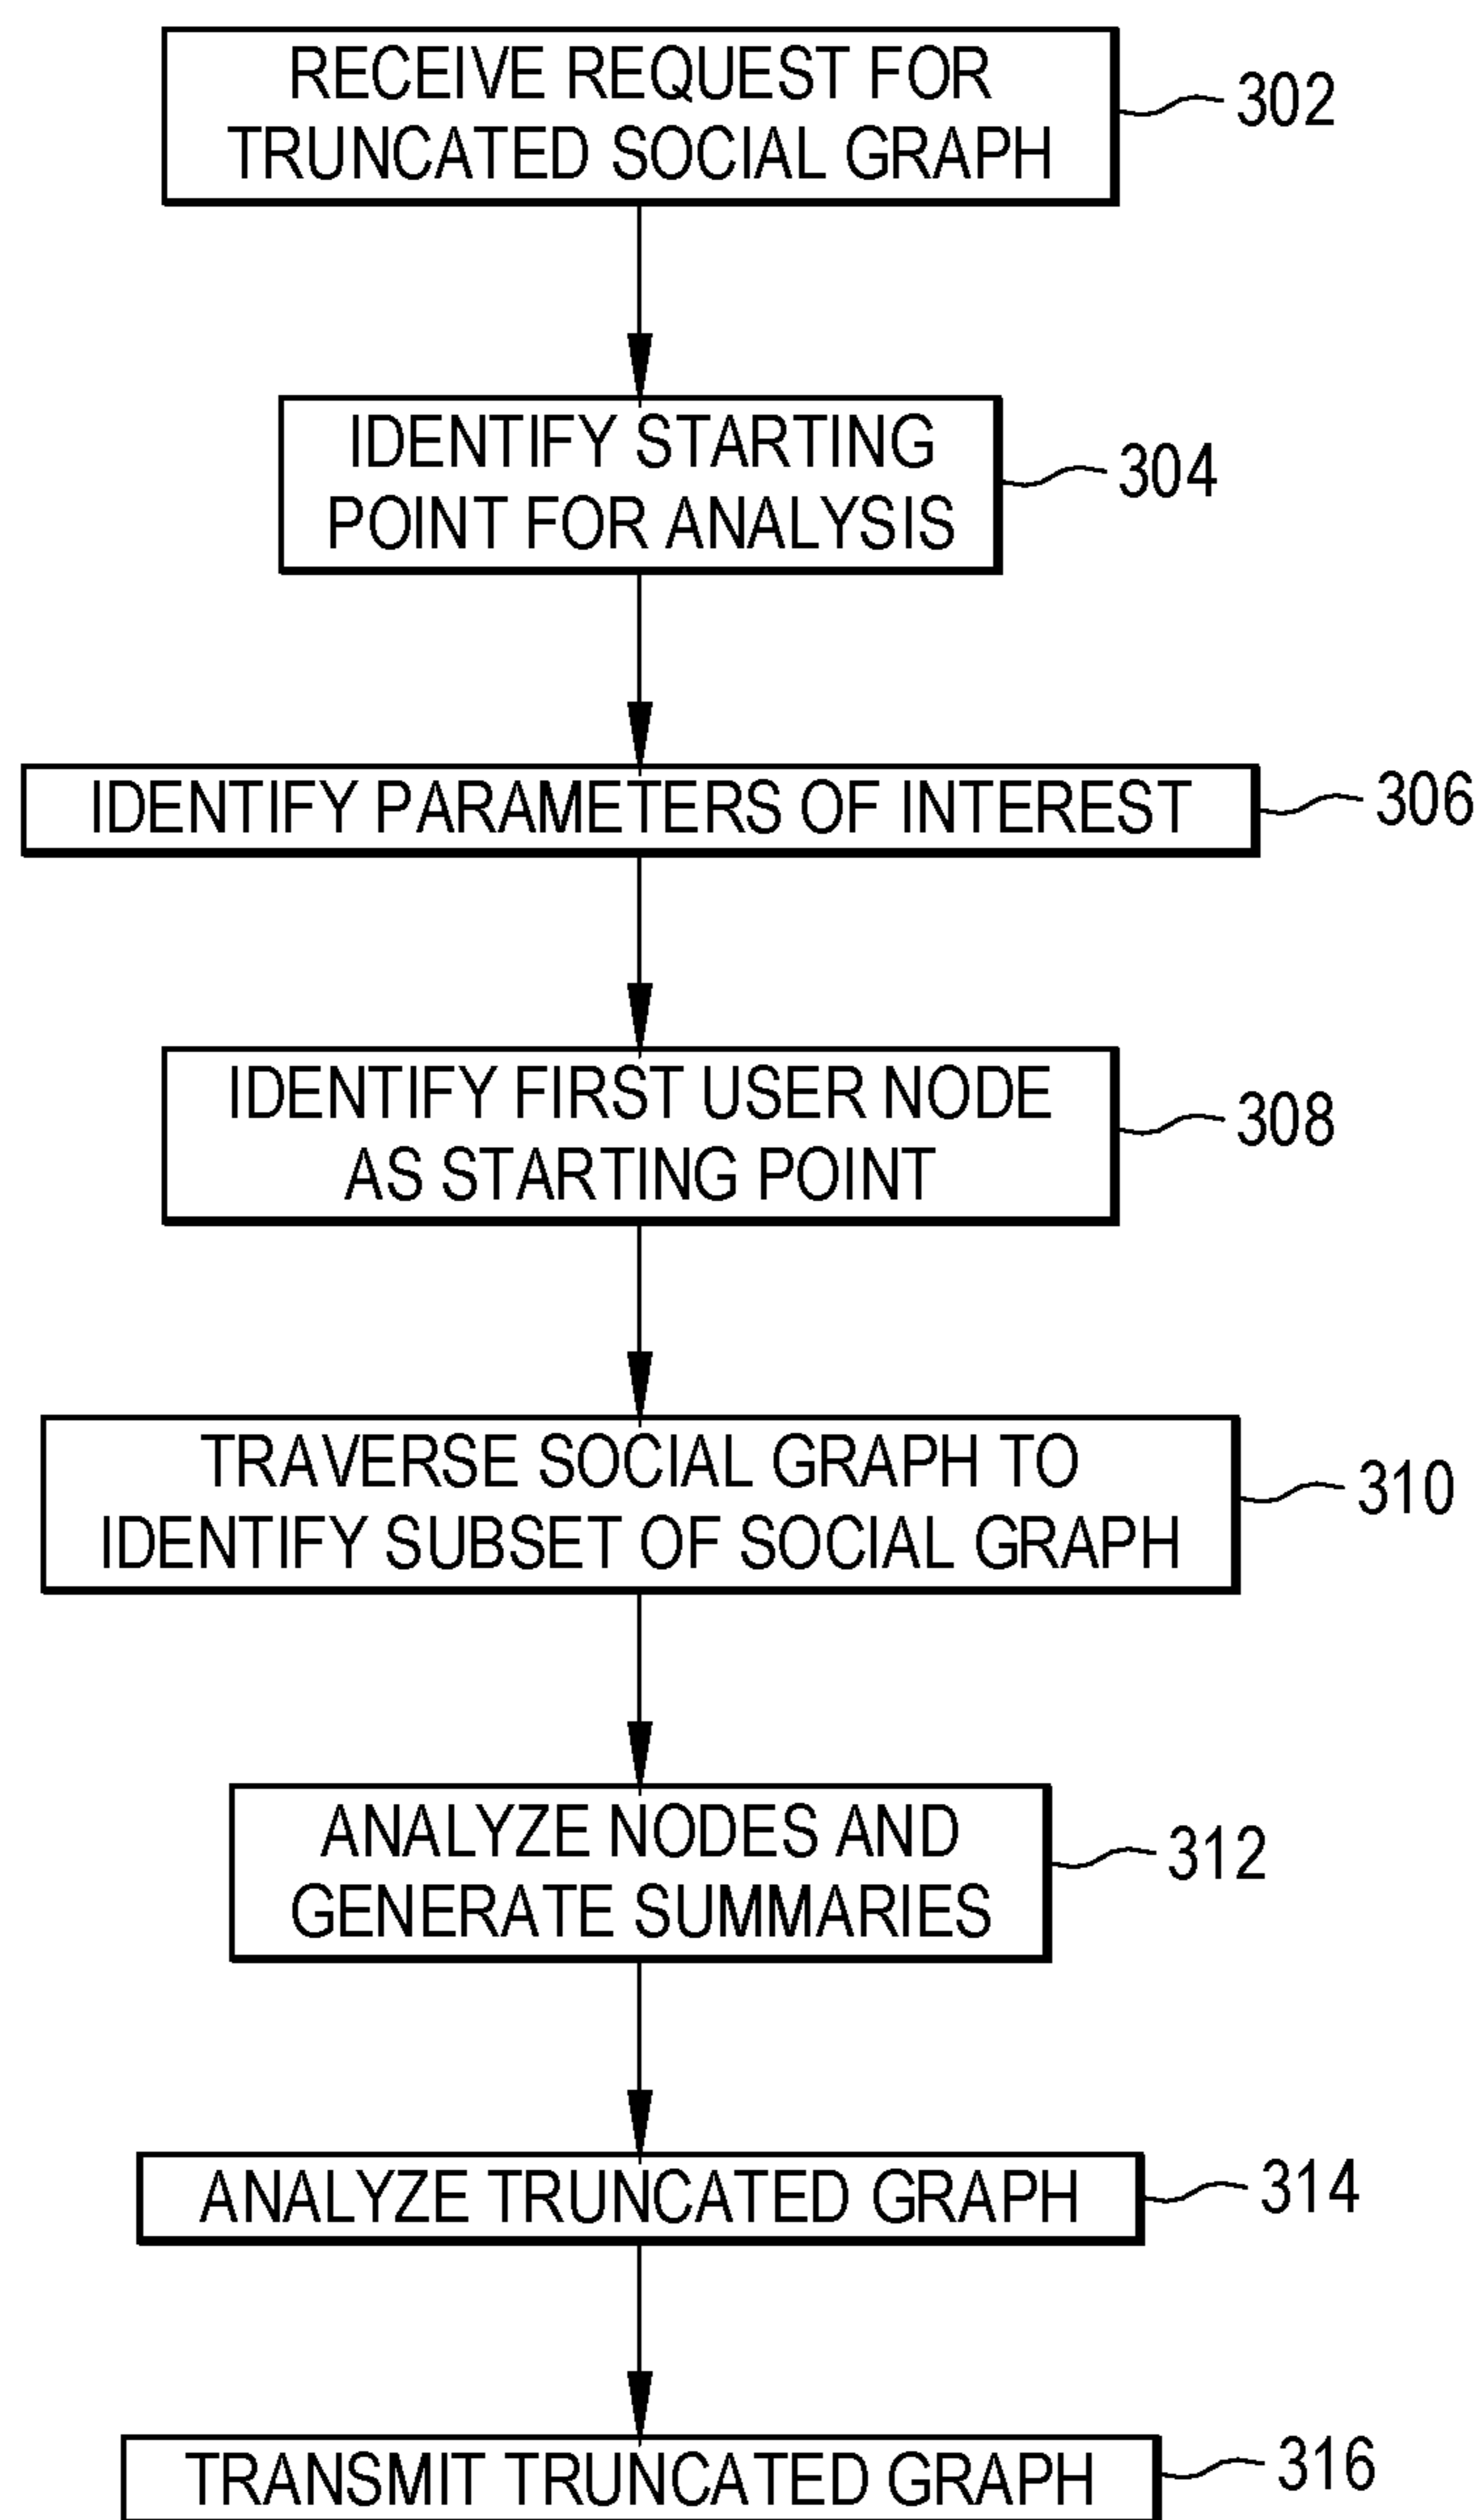 RECEIVE REQUEST FOR
TRUNCATED SOCIAL GRAPH
302
IDENTIFY STARTING
POINT FOR ANALYSIS
304
IDENTIFY PARAMETERS OF INTEREST
306
IDENTIFY FIRST USER NODE
AS STARTING POINT
308
TRAVERSE SOCIAL GRAPH TO
IDENTIFY SUBSET OF SOCIAL GRAPH
310
ANALYZE NODES AND
GENERATE SUMMARIES
312
ANALYZE TRUNCATED GRAPH
314
TRANSMIT TRUNCATED GRAPH
316